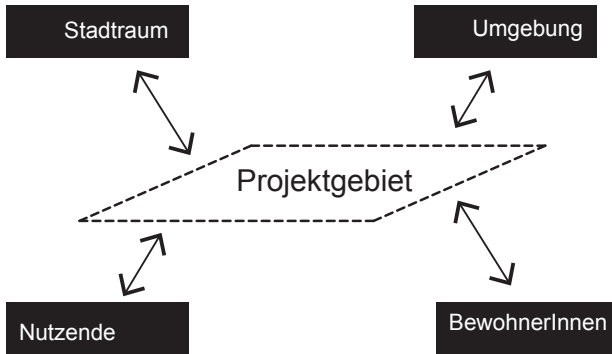 Stadtraum
Umgebung
Projektgebiet
Nutzende
BewohnerInnen